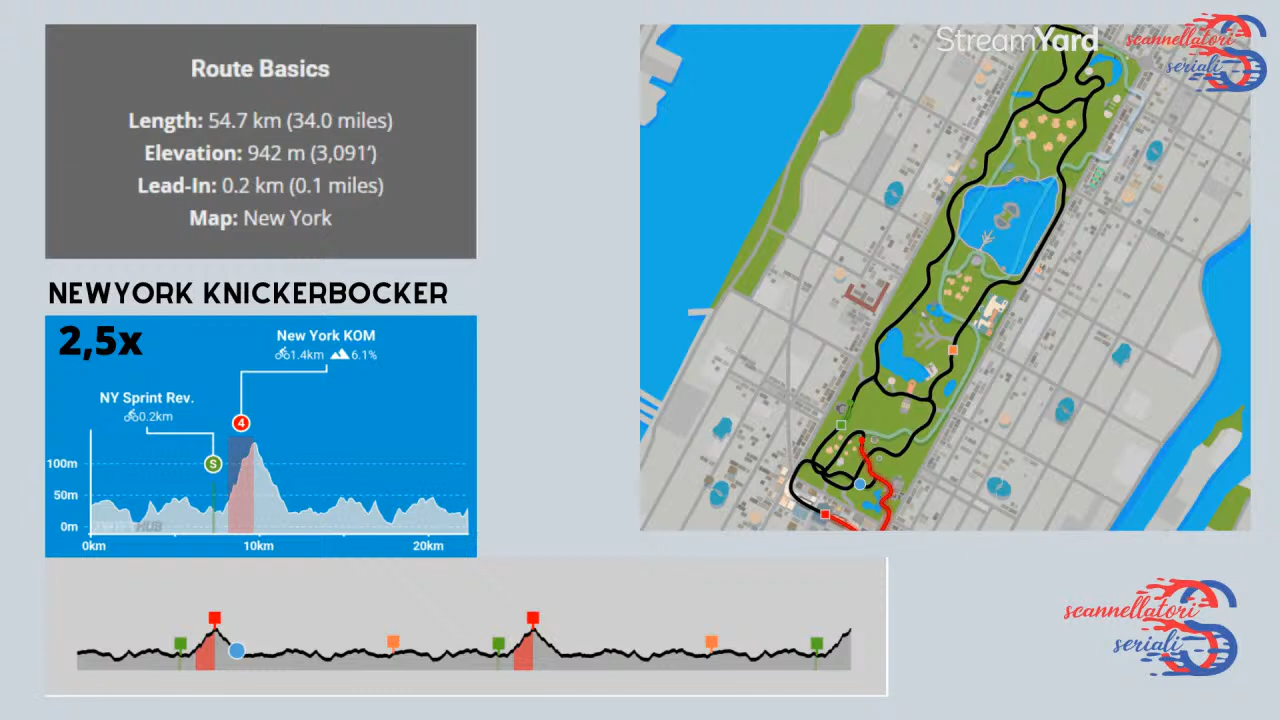 Route Basics
Length: 54.7 km (34.0 miles)
Elevation: 942 m (3,091')
Lead-In: 0.2 km (0.1 miles)
Map: New York
StreamYard
scannellatori
seriali
NEWYORK KNICKERBOCKER
2,5x
New York KOM
1.4km 6.1%
NY Sprint Rev.
0.2km
4
S
100m
50m
0m
0km
10km
20km
scannellatori
seriali